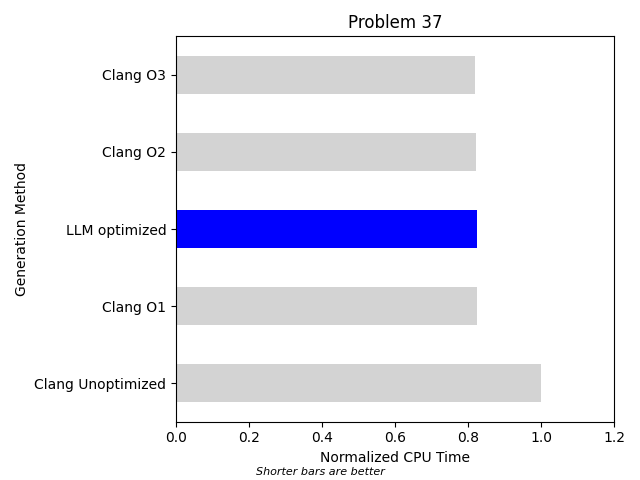 Problem 37
Generation Method
Clang O3
Clang O2
LLM optimized
Clang O1
Clang Unoptimized
0.0 0.2 0.4 0.6 0.8 1.0 1.2
Normalized CPU Time
Shorter bars are better